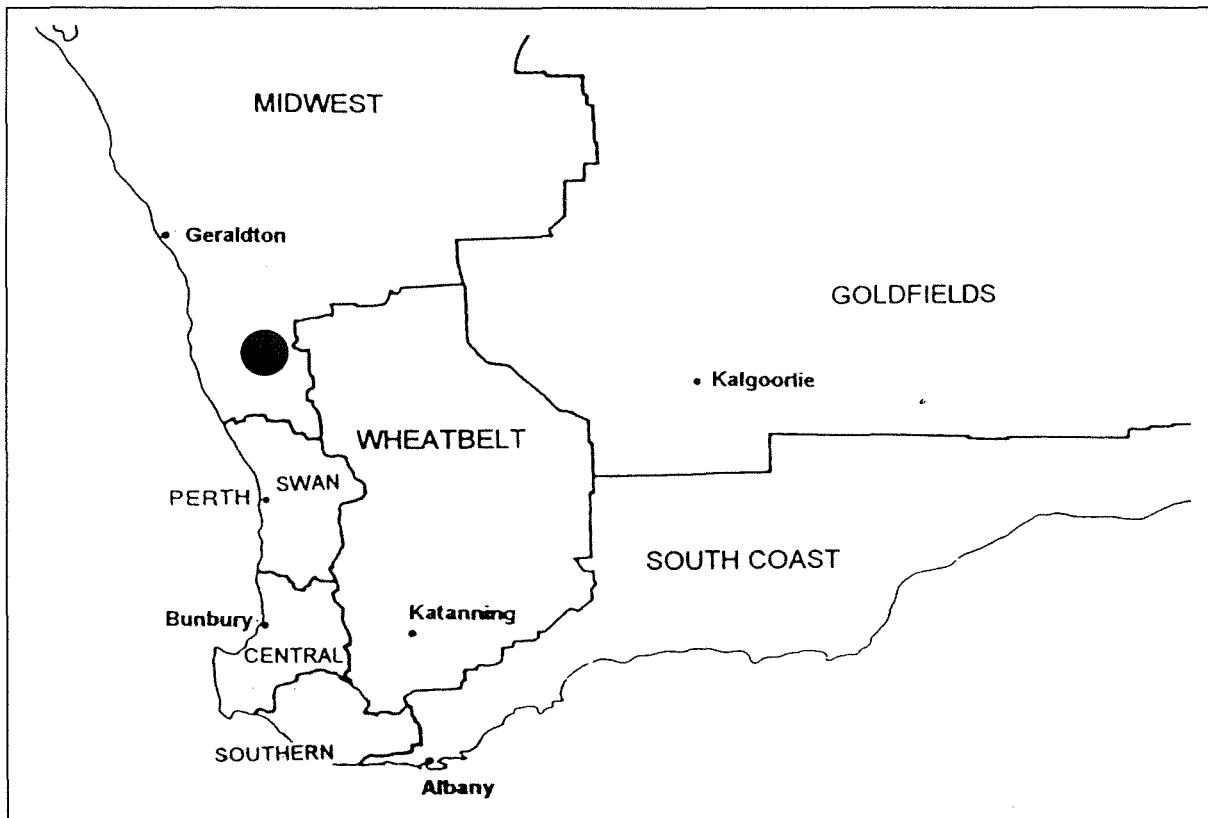 MIDWEST
Geraldton
GOLDFIELDS
Kalgoorlie
WHEATBELT
SWAN
PERTH
SOUTH COAST
Katanning
Bunbury
CENTRAL
SOUTHERN
Albany